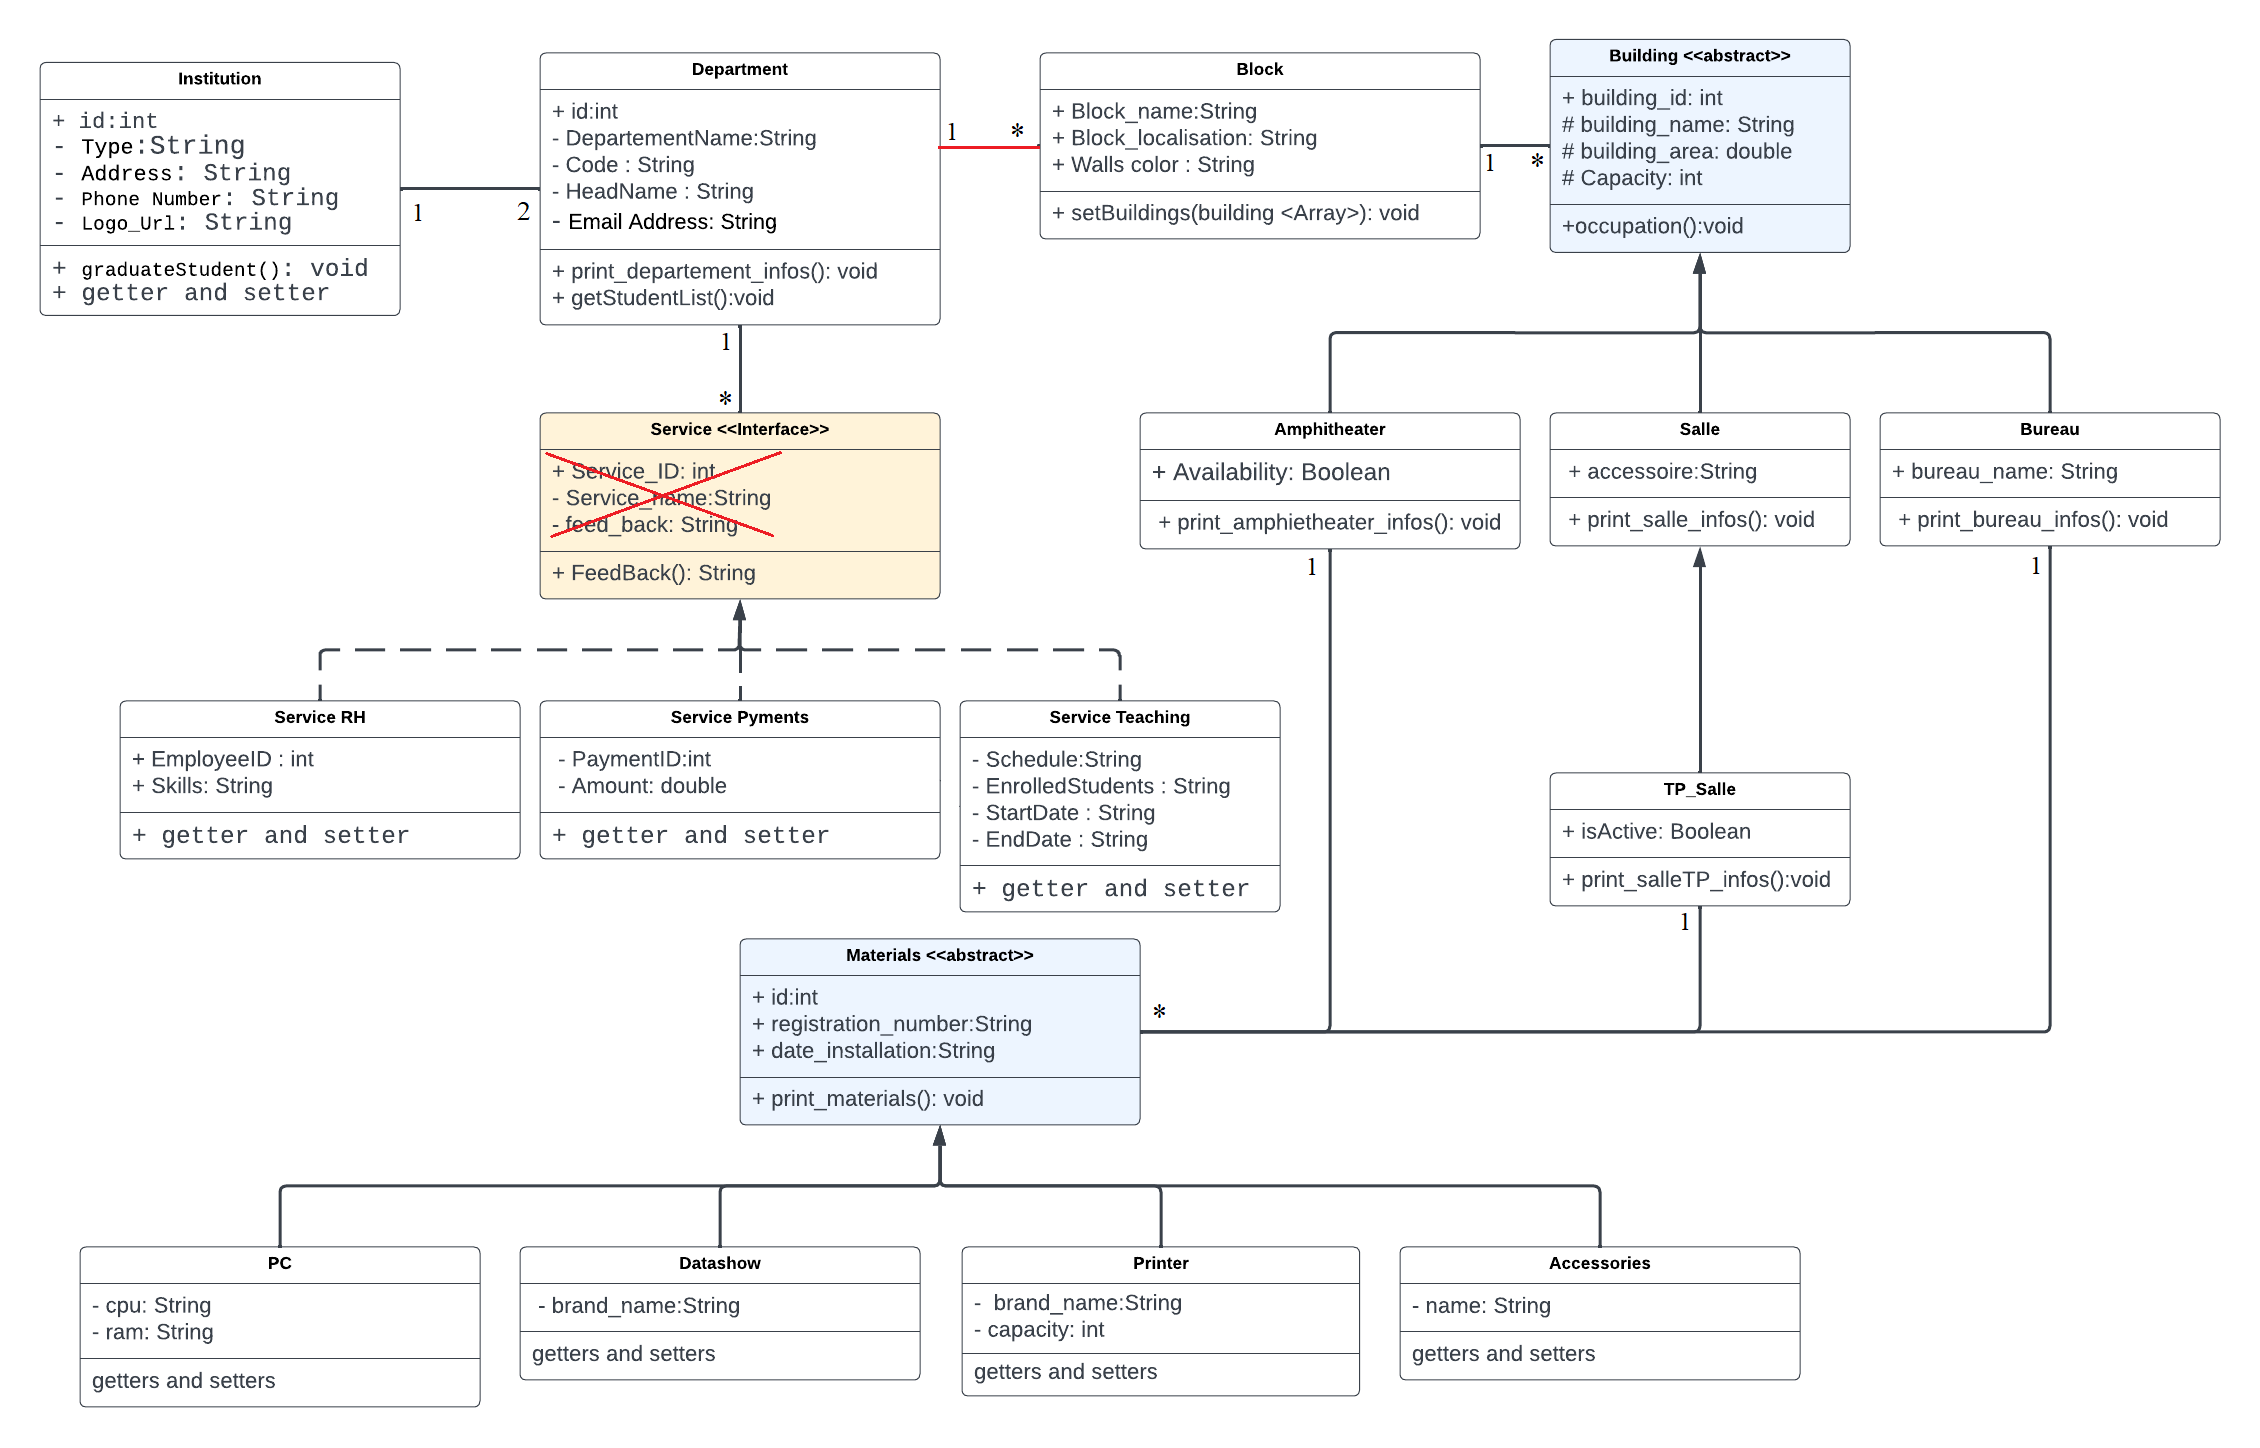 Institution
+ id:int
- Type:String
- Address: String
- Phone Number: String
- Logo_Url: String
+ graduateStudent(): void
+ getter and setter
1
2
Department
+ id:int
- DepartementName:String
- Code : String
- HeadName : String
- Email Address: String
+ print_departement_infos(): void
+ getStudentList():void
1
*
Block
+ Block_name:String
+ Block_localisation: String
+ Walls color : String
+ setBuildings(building <Array>): void
1
*
Building <<abstract>>
+ building_id: int
# building_name: String
# building_area: double
# Capacity: int
+occupation():void
1
*
Service <<Interface>>
+ Service_ID: int
- Service_name:String
- feed_back: String
+ FeedBack(): String
Amphitheater
+ Availability: Boolean
+ print_amphietheater_infos(): void
1
Salle
+ accessoire:String
+ print_salle_infos(): void
Bureau
+ bureau_name: String
+ print_bureau_infos(): void
1
Service RH
+ EmployeeID : int
+ Skills: String
+ getter and setter
Service Pyments
- PaymentID:int
- Amount: double
+ getter and setter
Service Teaching
- Schedule:String
- EnrolledStudents : String
- StartDate : String
- EndDate : String
+ getter and setter
TP_Salle
+ isActive: Boolean
+ print_salleTP_infos():void
1
Materials <<abstract>>
+ id:int
+ registration_number:String
+ date_installation:String
+ print_materials(): void
*
PC
- cpu: String
- ram: String
getters and setters
Datashow
- brand_name:String
getters and setters
Printer
- brand_name:String
- capacity: int
getters and setters
Accessories
- name: String
getters and setters